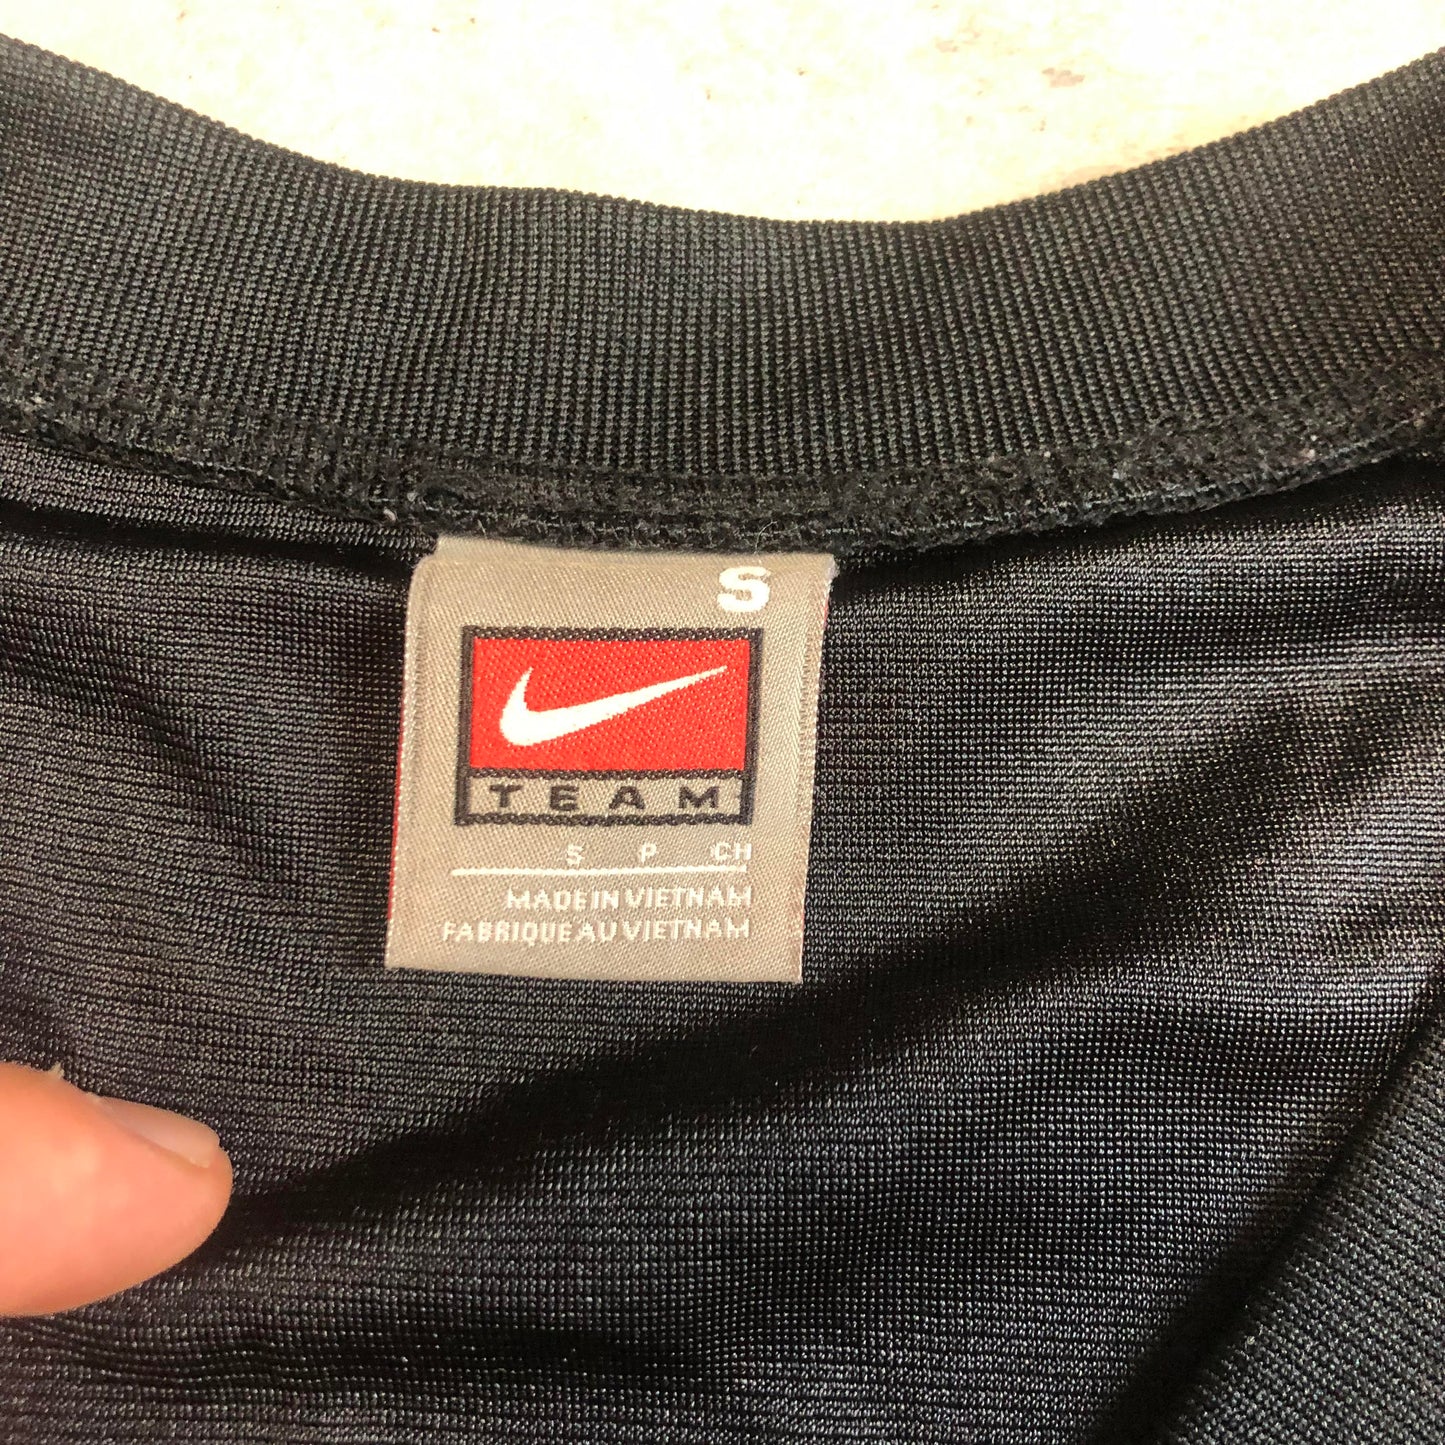 S
TEAM
S P CH
MADE IN VIETNAM
FABRIQUE AU VIETNAM